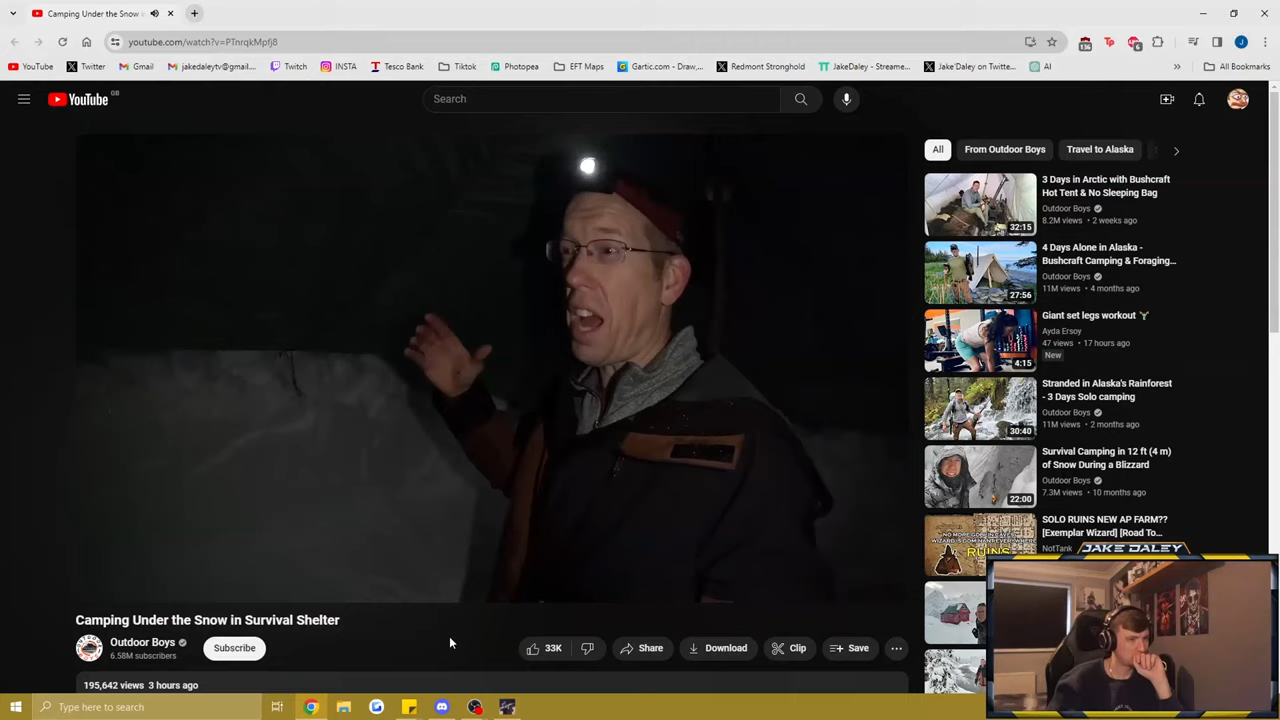 Camping Under the Snow in
youtube.com/watch?v=PTnrqkMpfj8
136
6
J
YouTube
Twitter
Gmail
jakedaleytv@gmail....
Twitch
INSTA
Tesco Bank
Tiktok
Photopea
EFT Maps
Gartic.com - Draw,...
Redmont Stronghold
JakeDaley - Streame...
Jake'Daley on Twitte...
AI
»
All Bookmarks
YouTube GB
Search
All
From Outdoor Boys
Travel to Alaska
3 Days in Arctic with Bushcraft
Hot Tent & No Sleeping Bag
Outdoor Boys
8.2M views • 2 weeks ago
32:15
4 Days Alone in Alaska -
Bushcraft Camping & Foraging...
Outdoor Boys
11M views • 4 months ago
27:56
Giant set legs workout
Ayda Ersoy
47 views • 17 hours ago
New
4:15
Stranded in Alaska's Rainforest
- 3 Days Solo camping
Outdoor Boys
11M views • 2 months ago
30:40
Survival Camping in 12 ft (4 m)
of Snow During a Blizzard
Outdoor Boys
7.3M views • 10 months ago
22:00
SOLO RUINS NEW AP FARM??
[Exemplar Wizard] [Road To...
NotTank
RUINS
JAKE DALEY
Camping Under the Snow in Survival Shelter
Outdoor Boys
6.58M subscribers
Subscribe
33K
Share
Download
Clip
Save
195,642 views 3 hours ago
Type here to search